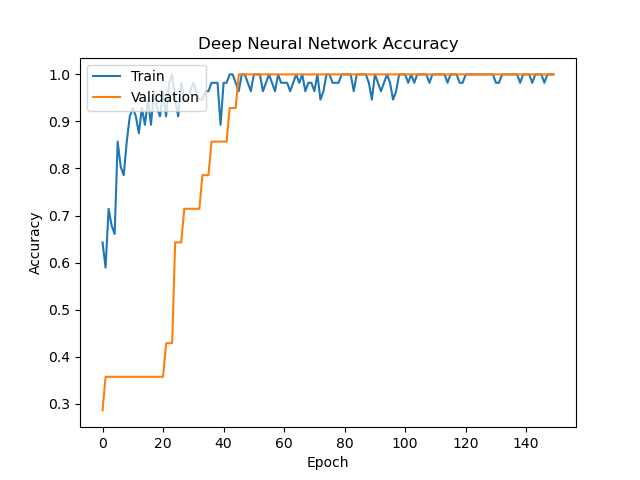 Deep Neural Network Accuracy
Train
Validation
1.0
0.9
0.8
0.7
0.6
0.5
0.4
0.3
Accuracy
0 20 40 60 80 100 120 140
Epoch